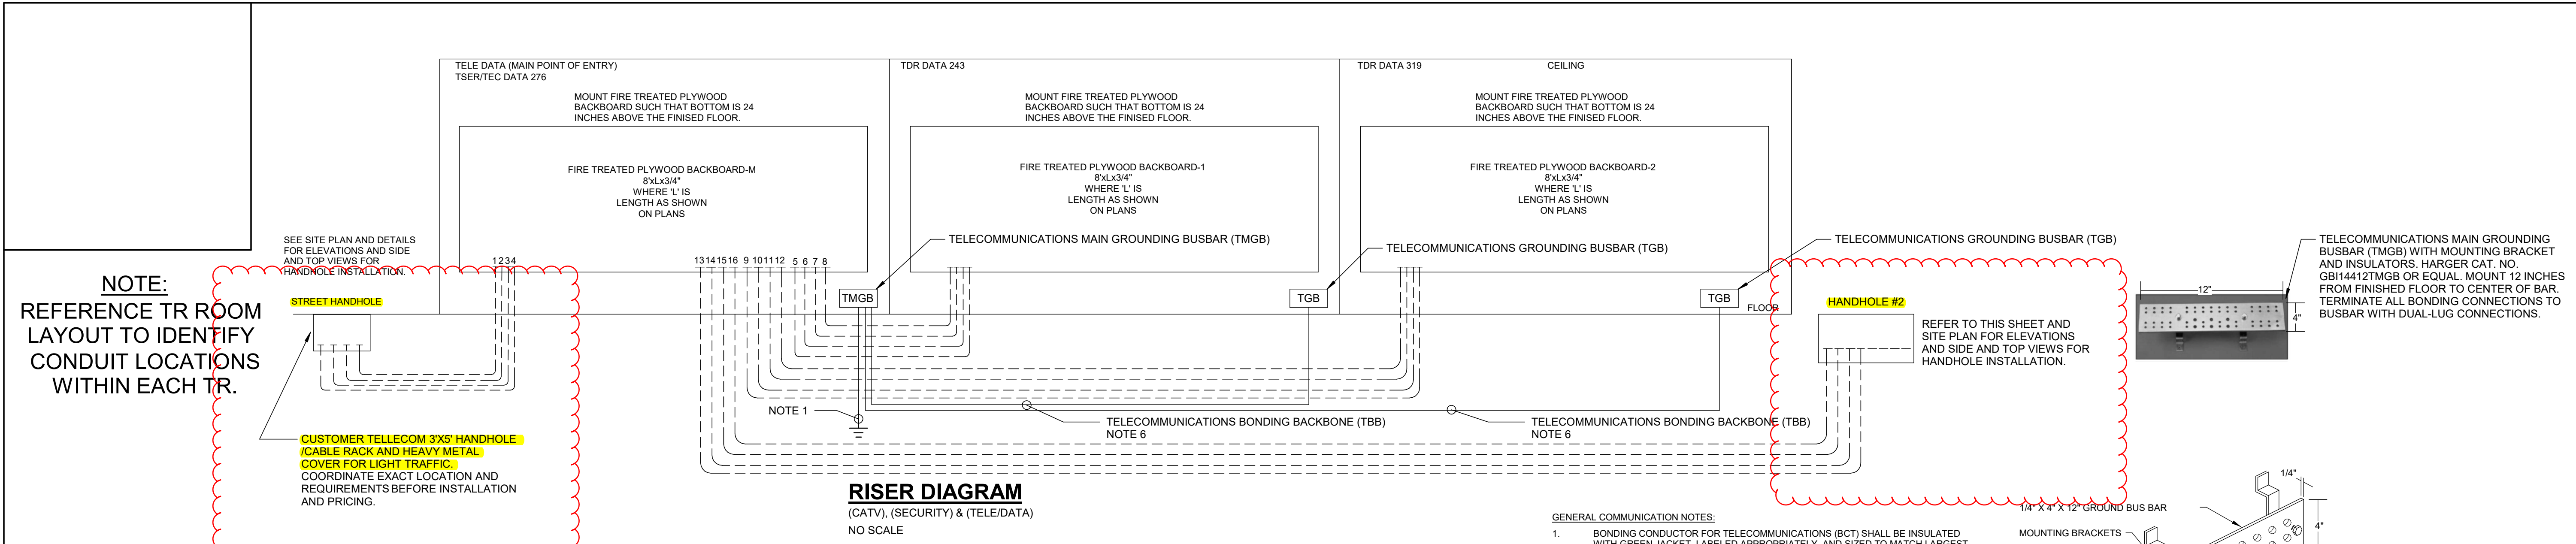 TELE DATA (MAIN POINT OF ENTRY)
TSER/TEC DATA 276
TDR DATA 243
TDR DATA 319
CEILING
MOUNT FIRE TREATED PLYWOOD
BACKBOARD SUCH THAT BOTTOM IS 24
INCHES ABOVE THE FINISED FLOOR.
MOUNT FIRE TREATED PLYWOOD
BACKBOARD SUCH THAT BOTTOM IS 24
INCHES ABOVE THE FINISED FLOOR.
MOUNT FIRE TREATED PLYWOOD
BACKBOARD SUCH THAT BOTTOM IS 24
INCHES ABOVE THE FINISED FLOOR.
FIRE TREATED PLYWOOD BACKBOARD-M
8'xLx3/4"
WHERE 'L' IS
LENGTH AS SHOWN
ON PLANS
FIRE TREATED PLYWOOD BACKBOARD-1
8'xLx3/4"
WHERE 'L' IS
LENGTH AS SHOWN
ON PLANS
FIRE TREATED PLYWOOD BACKBOARD-2
8'xLx3/4"
WHERE 'L' IS
LENGTH AS SHOWN
ON PLANS
SEE SITE PLAN AND DETAILS
FOR ELEVATIONS AND SIDE
AND TOP VIEWS FOR
HANDHOLE INSTALLATION.
TELECOMMUNICATIONS MAIN GROUNDING BUSBAR (TMGB)
TELECOMMUNICATIONS GROUNDING BUSBAR (TGB)
TELECOMMUNICATIONS GROUNDING BUSBAR (TGB)
TELECOMMUNICATIONS MAIN GROUNDING
BUSBAR (TMGB) WITH MOUNTING BRACKET
AND INSULATORS. HARGER CAT. NO.
GBI14412TMGB OR EQUAL. MOUNT 12 INCHES
FROM FINISHED FLOOR TO CENTER OF BAR.
TERMINATE ALL BONDING CONNECTIONS TO
BUSBAR WITH DUAL-LUG CONNECTIONS.
1 2 3 4
13 14 15 16 9 10 11 12 5 6 7 8
NOTE:
REFERENCE TR ROOM
LAYOUT TO IDENTIFY
CONDUIT LOCATIONS
WITHIN EACH TR.
STREET HANDHOLE
TMGB
TGB
TGB
FLOOR
HANDHOLE #2
REFER TO THIS SHEET AND
SITE PLAN FOR ELEVATIONS
AND SIDE AND TOP VIEWS FOR
HANDHOLE INSTALLATION.
12"
4"
NOTE 1
TELECOMMUNICATIONS BONDING BACKBONE (TBB)
NOTE 6
TELECOMMUNICATIONS BONDING BACKBONE (TBB)
NOTE 6
CUSTOMER TELLECOM 3'X5' HANDHOLE
/CABLE RACK AND HEAVY METAL
COVER FOR LIGHT TRAFFIC.
COORDINATE EXACT LOCATION AND
REQUIREMENTS BEFORE INSTALLATION
AND PRICING.
RISER DIAGRAM
(CATV), (SECURITY) & (TELE/DATA)
NO SCALE
GENERAL COMMUNICATION NOTES:
1. BONDING CONDUCTOR FOR TELECOMMUNICATIONS (BCT) SHALL BE INSULATED
WITH GREEN JACKET, LABELED APPROPRIATELY, AND SIZED TO MATCH LARGEST
1/4"
1/4" X 4" X 12" GROUND BUS BAR
4"
MOUNTING BRACKETS